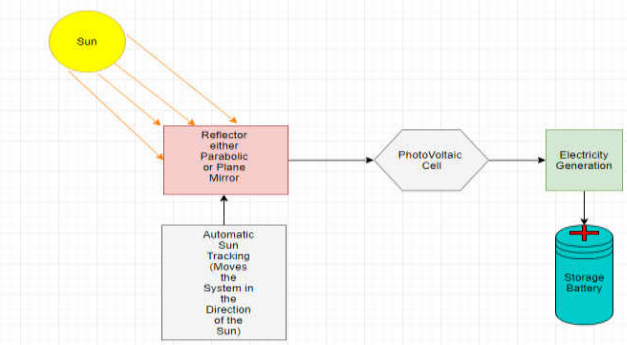 Sun
Reflector
either
Parabolic
or Plane
Mirror
PhotoVoltaic
Cell
Electricity
Generation
Automatic
Sun
Tracking
(Moves
the
System in
the
Direction
of the
Sun)
Storage
Battery